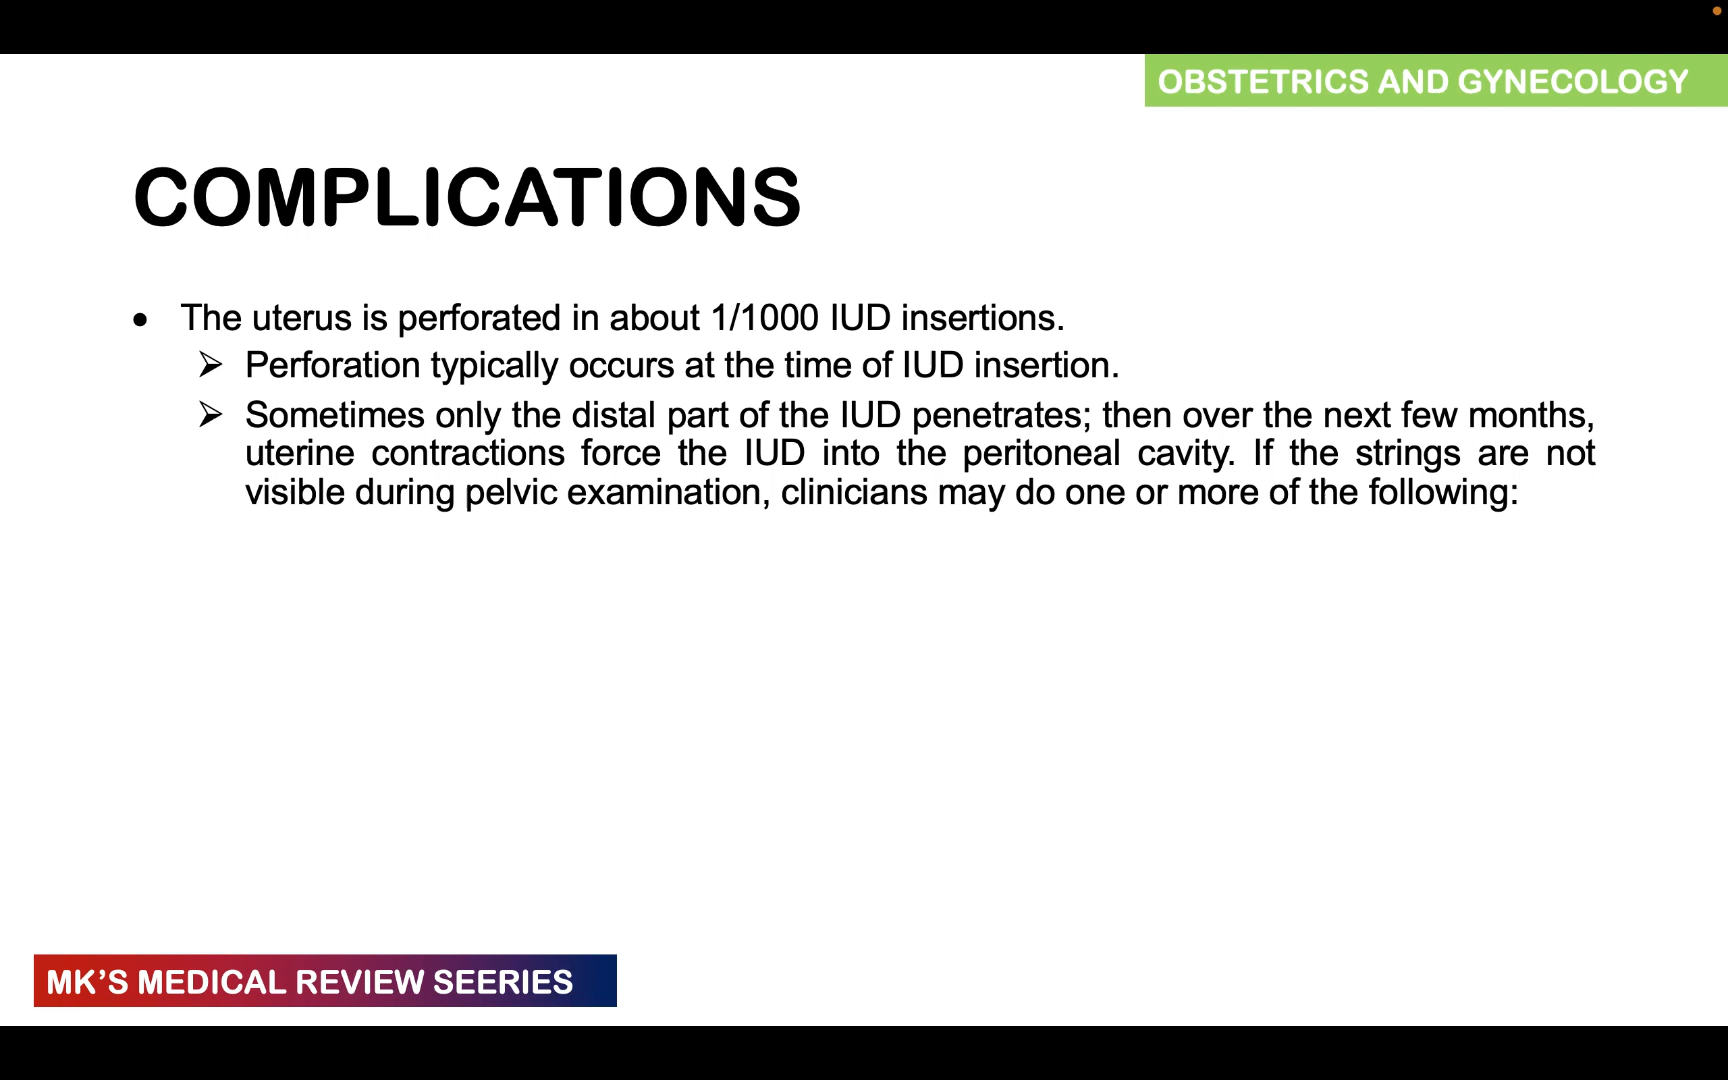 OBSTETRICS AND GYNECOLOGY
COMPLICATIONS
• The uterus is perforated in about 1/1000 IUD insertions.
➢ Perforation typically occurs at the time of IUD insertion.
➢ Sometimes only the distal part of the IUD penetrates; then over the next few months,
uterine contractions force the IUD into the peritoneal cavity. If the strings are not
visible during pelvic examination, clinicians may do one or more of the following:
MK’S MEDICAL REVIEW SEERIES